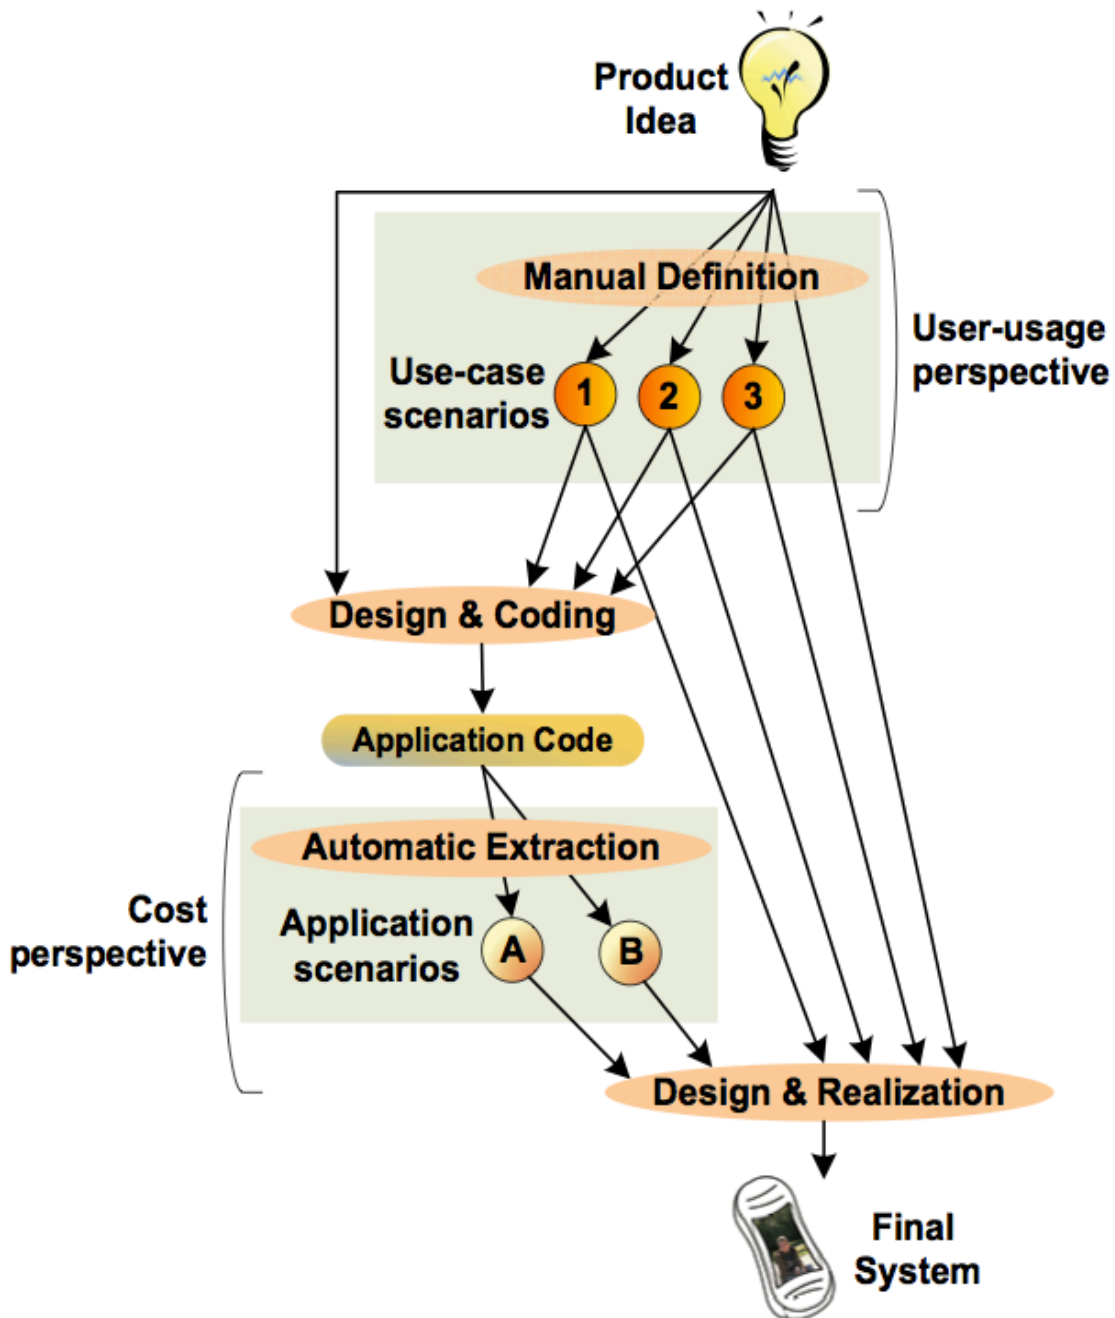 Product
Idea
Manual Definition
User-usage
perspective
Use-case
scenarios
1
2
3
Design & Coding
Application Code
Automatic Extraction
Cost
perspective
Application
scenarios
A
B
Design & Realization
Final
System